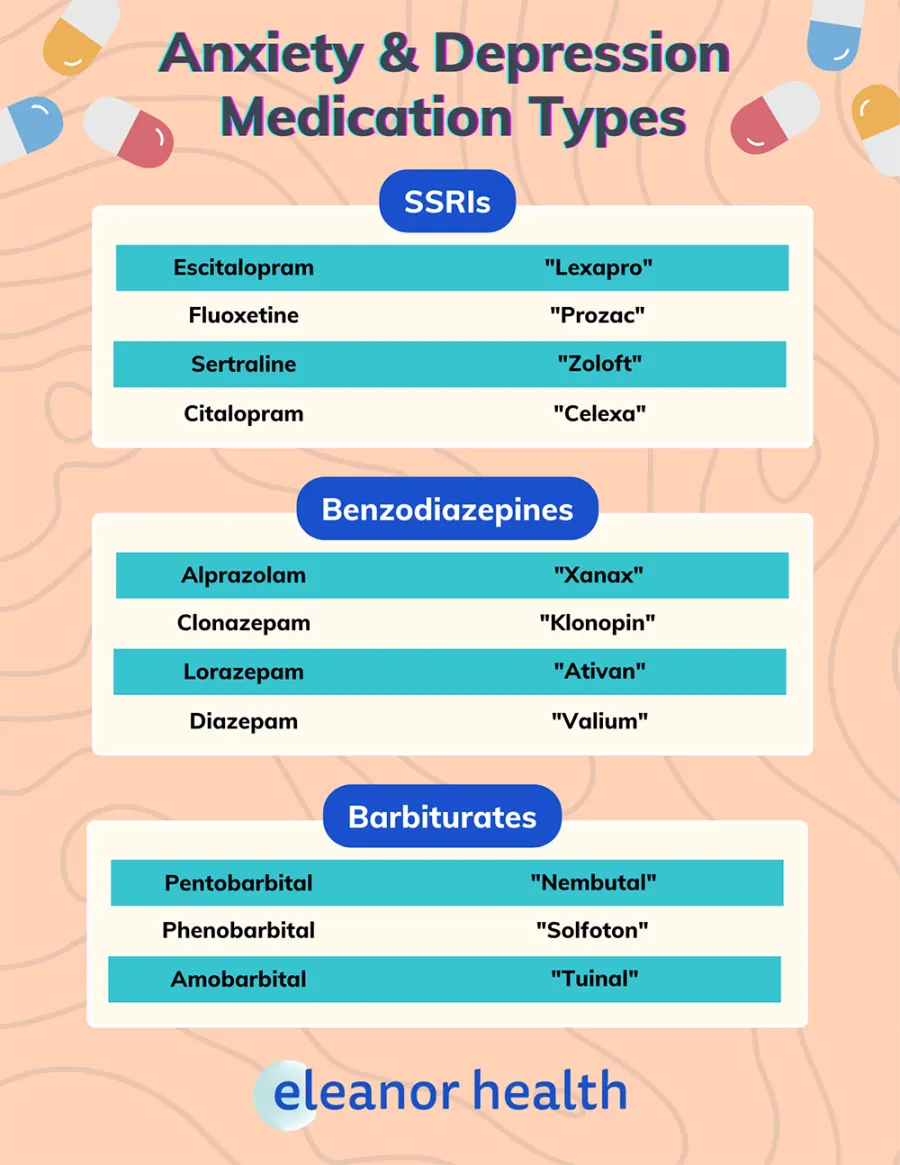 Anxiety & Depression
Medication Types
SSRIs
Escitalopram "Lexapro"
Fluoxetine "Prozac"
Sertraline "Zoloft"
Citalopram "Celexa"
Benzodiazepines
Alprazolam "Xanax"
Clonazepam "Klonopin"
Lorazepam "Ativan"
Diazepam "Valium"
Barbiturates
Pentobarbital "Nembutal"
Phenobarbital "Solfoton"
Amobarbital "Tuinal"
eleanor health